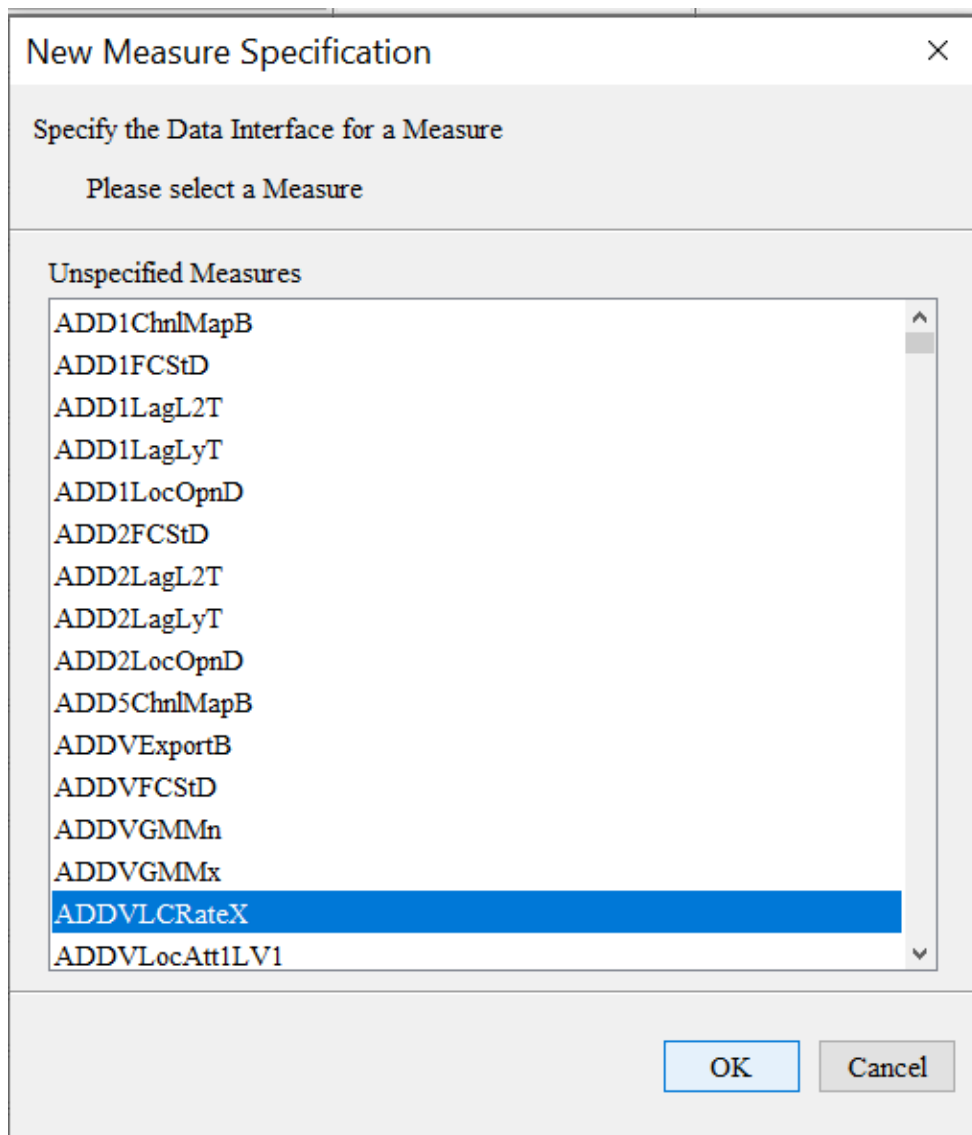 New Measure Specification
Specify the Data Interface for a Measure
Please select a Measure
Unspecified Measures
ADD1ChnlMapB
ADD1FCStD
ADD1LagL2T
ADD1LagLyT
ADD1LocOpnD
ADD2FCStD
ADD2LagL2T
ADD2LagLyT
ADD2LocOpnD
ADD5ChnlMapB
ADDVExportB
ADDVFCStD
ADDVGMMn
ADDVGMMx
ADDVLCRateX
ADDVLocAtt1LV1
OK Cancel